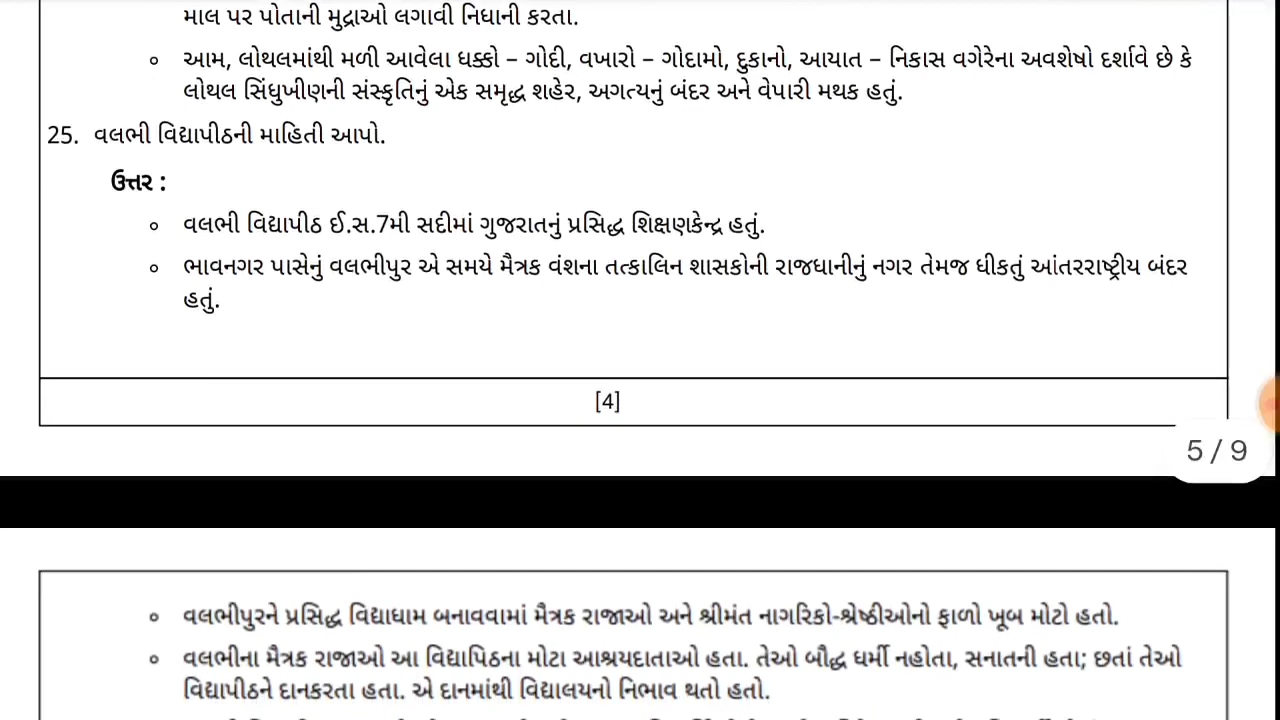 માલ પર પોતાની મુદ્રાઓ લગાવી નિધાની કરતા.
∘ આમ, લોથલમાંથી મળી આવેલા ધક્કો – ગોદી, વખારો – ગોદામો, દુકાનો, આયાત – નિકાસ વગેરેના અવશેષો દર્શાવે છે કે
લોથલ સિંધુખીણની સંસ્કૃતિનું એક સમૃદ્ધ શહેર, અગત્યનું બંદર અને વેપારી મથક હતું.
25. વલભી વિદ્યાપીઠની માહિતી આપો.
ઉત્તર :
∘ વલભી વિદ્યાપીઠ ઈ.સ.7મી સદીમાં ગુજરાતનું પ્રસિદ્ધ શિક્ષણકેન્દ્ર હતું.
∘ ભાવનગર પાસેનું વલભીપુર એ સમયે મૈત્રક વંશના તત્કાલિન શાસકોની રાજધાનીનું નગર તેમજ ધીકતું આંતરરાષ્ટ્રીય બંદર
હતું.
[4]
5 / 9
∘ વલભીપુરને પ્રસિદ્ધ વિદ્યાધામ બનાવવામાં મૈત્રક રાજાઓ અને શ્રીમંત નાગરિકો-શ્રેષ્ઠીઓનો ફાળો ખૂબ મોટો હતો.
∘ વલભીના મૈત્રક રાજાઓ આ વિદ્યાપિઠના મોટા આશ્રયદાતાઓ હતા. તેઓ બૌદ્ધ ધર્મી નહોતા, સનાતની હતા; છતાં તેઓ
વિદ્યાપીઠને દાનકરતા હતા. એ દાનમાંથી વિદ્યાલયનો નિભાવ થતો હતો.